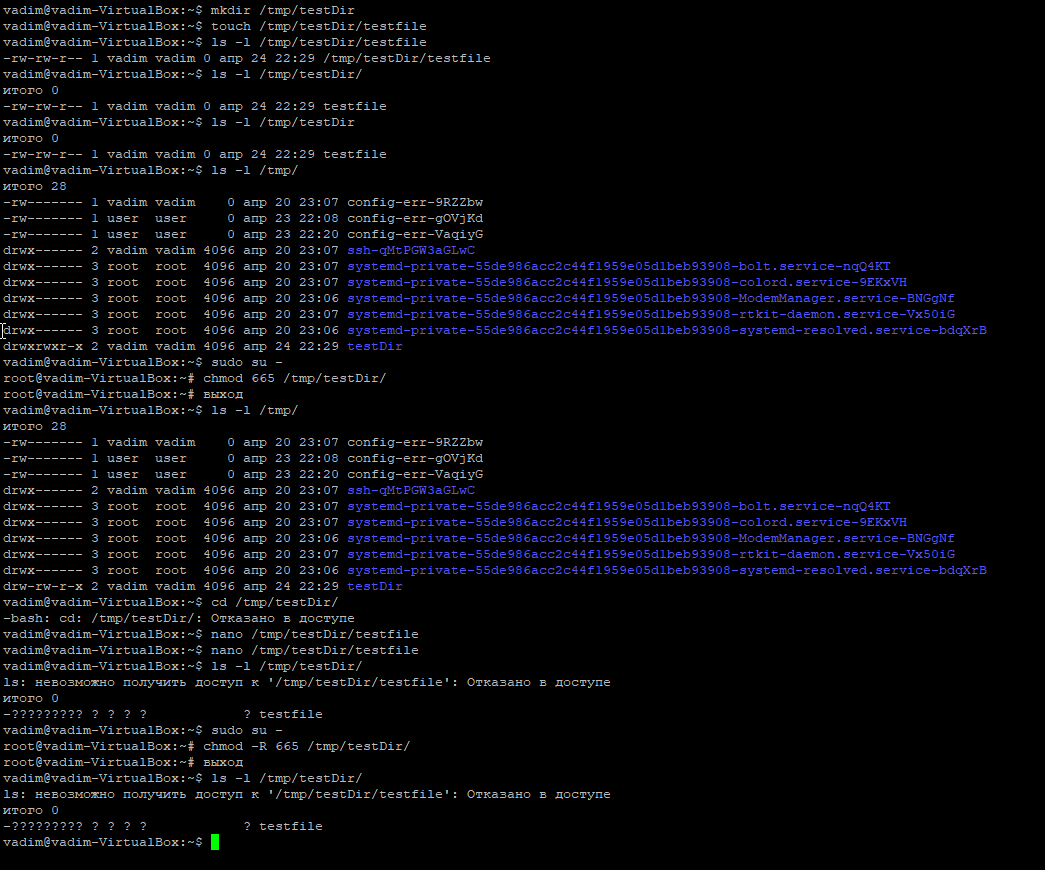 vadim@vadim-VirtualBox:~$ mkdir /tmp/testDir
vadim@vadim-VirtualBox:~$ touch /tmp/testDir/testfile
vadim@vadim-VirtualBox:~$ ls -l /tmp/testDir/testfile
-rw-rw-r-- 1 vadim vadim 0 апр 24 22:29 /tmp/testDir/testfile
vadim@vadim-VirtualBox:~$ ls -l /tmp/testDir/
итого 0
-rw-rw-r-- 1 vadim vadim 0 апр 24 22:29 testfile
vadim@vadim-VirtualBox:~$ ls -l /tmp/testDir
итого 0
-rw-rw-r-- 1 vadim vadim 0 апр 24 22:29 testfile
vadim@vadim-VirtualBox:~$ ls -l /tmp/
итого 28
-rw------- 1 vadim vadim    0 апр 20 23:07 config-err-9RZZbw
-rw------- 1 user  user     0 апр 23 22:08 config-err-gOVjKd
-rw------- 1 user  user     0 апр 23 22:20 config-err-VaqiyG
drwx------ 2 vadim vadim 4096 апр 20 23:07 ssh-qMtPGW3aGLwC
drwx------ 3 root  root  4096 апр 20 23:07 systemd-private-55de986acc2c44f1959e05d1beb93908-bolt.service-nqQ4KT
drwx------ 3 root  root  4096 апр 20 23:07 systemd-private-55de986acc2c44f1959e05d1beb93908-colord.service-9EKxVH
drwx------ 3 root  root  4096 апр 20 23:06 systemd-private-55de986acc2c44f1959e05d1beb93908-ModemManager.service-BNGgNf
drwx------ 3 root  root  4096 апр 20 23:07 systemd-private-55de986acc2c44f1959e05d1beb93908-rtkit-daemon.service-Vx50iG
drwx------ 3 root  root  4096 апр 20 23:06 systemd-private-55de986acc2c44f1959e05d1beb93908-systemd-resolved.service-bdqXrB
drwxrwxr-x 2 vadim vadim 4096 апр 24 22:29 testDir
vadim@vadim-VirtualBox:~$ sudo su -
root@vadim-VirtualBox:~# chmod 665 /tmp/testDir/
root@vadim-VirtualBox:~# выход
vadim@vadim-VirtualBox:~$ ls -l /tmp/
итого 28
-rw------- 1 vadim vadim    0 апр 20 23:07 config-err-9RZZbw
-rw------- 1 user  user     0 апр 23 22:08 config-err-gOVjKd
-rw------- 1 user  user     0 апр 23 22:20 config-err-VaqiyG
drwx------ 2 vadim vadim 4096 апр 20 23:07 ssh-qMtPGW3aGLwC
drwx------ 3 root  root  4096 апр 20 23:07 systemd-private-55de986acc2c44f1959e05d1beb93908-bolt.service-nqQ4KT
drwx------ 3 root  root  4096 апр 20 23:07 systemd-private-55de986acc2c44f1959e05d1beb93908-colord.service-9EKxVH
drwx------ 3 root  root  4096 апр 20 23:06 systemd-private-55de986acc2c44f1959e05d1beb93908-ModemManager.service-BNGgNf
drwx------ 3 root  root  4096 апр 20 23:07 systemd-private-55de986acc2c44f1959e05d1beb93908-rtkit-daemon.service-Vx50iG
drwx------ 3 root  root  4096 апр 20 23:06 systemd-private-55de986acc2c44f1959e05d1beb93908-systemd-resolved.service-bdqXrB
drw-rw-r-x 2 vadim vadim 4096 апр 24 22:29 testDir
vadim@vadim-VirtualBox:~$ cd /tmp/testDir/
-bash: cd: /tmp/testDir/: Отказано в доступе
vadim@vadim-VirtualBox:~$ nano /tmp/testDir/testfile
vadim@vadim-VirtualBox:~$ nano /tmp/testDir/testfile
vadim@vadim-VirtualBox:~$ ls -l /tmp/testDir/
ls: невозможно получить доступ к '/tmp/testDir/testfile': Отказано в доступе
итого 0
-????????? ? ? ? ?            ? testfile
vadim@vadim-VirtualBox:~$ sudo su -
root@vadim-VirtualBox:~# chmod -R 665 /tmp/testDir/
root@vadim-VirtualBox:~# выход
vadim@vadim-VirtualBox:~$ ls -l /tmp/testDir/
ls: невозможно получить доступ к '/tmp/testDir/testfile': Отказано в доступе
итого 0
-????????? ? ? ? ?            ? testfile
vadim@vadim-VirtualBox:~$